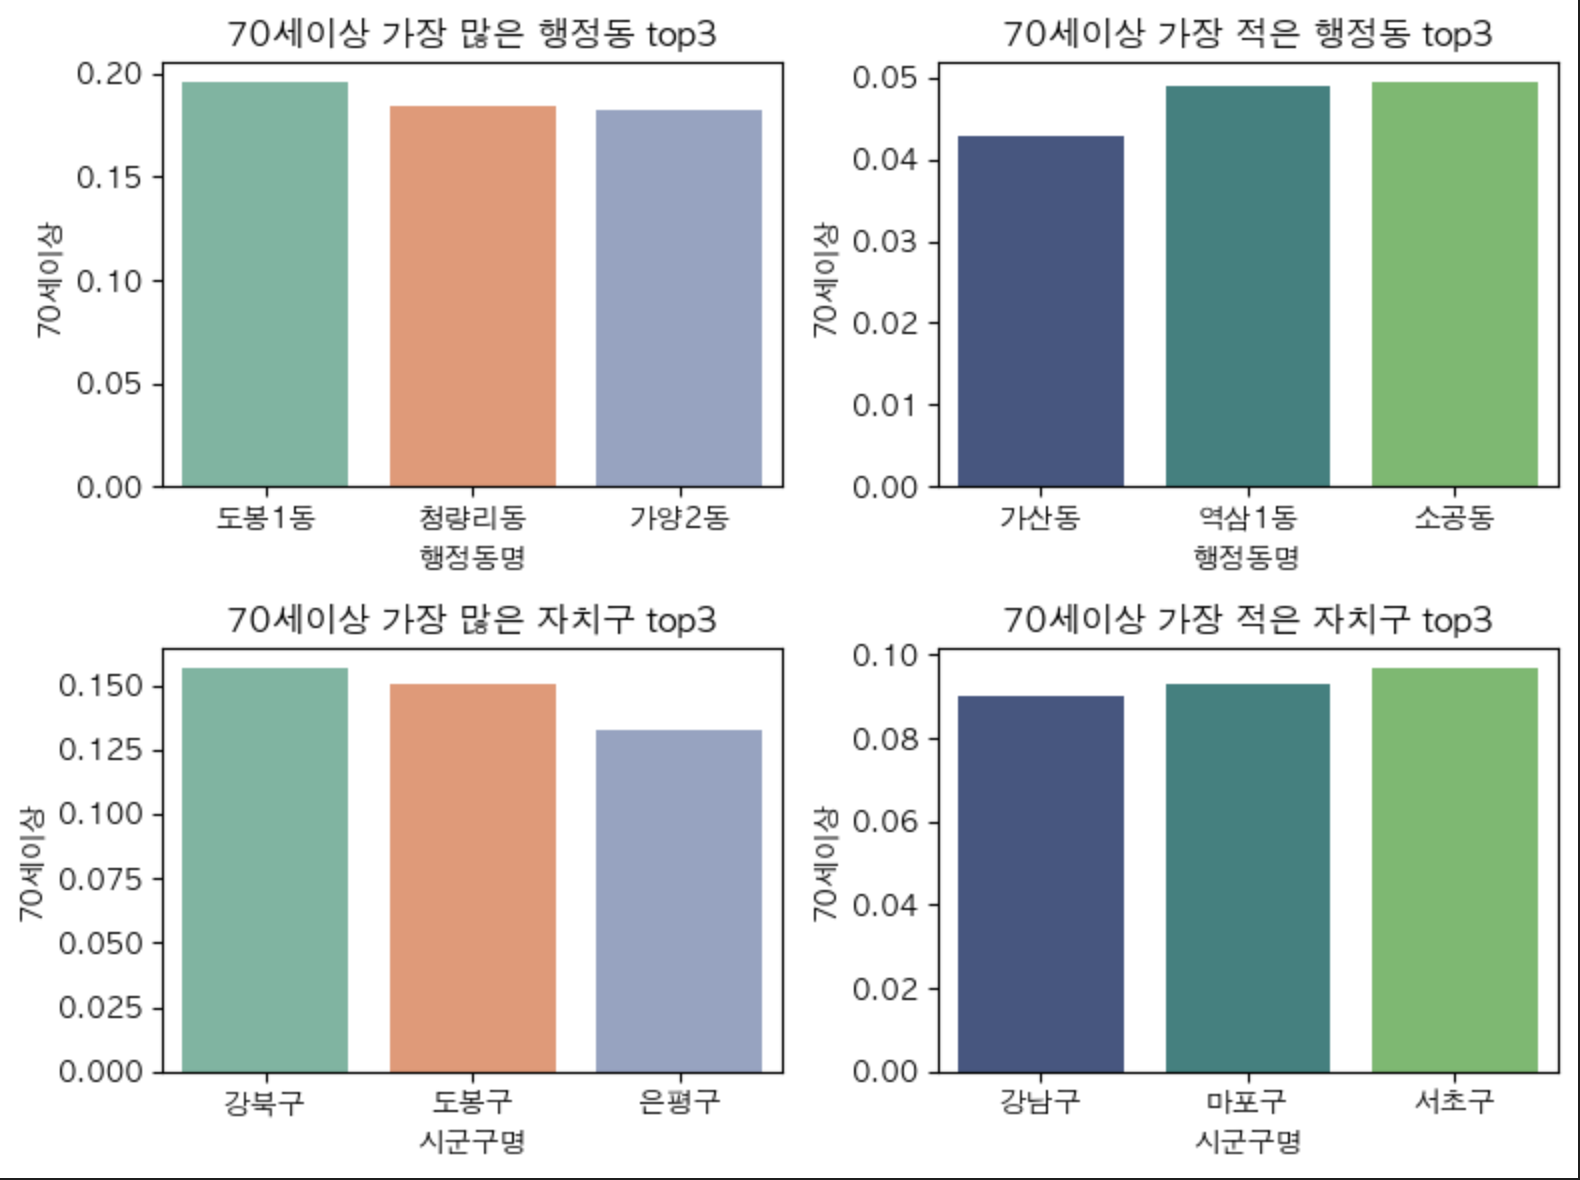 70세이상 가장 많은 행정동 top3
0.20
0.15
0.10
0.05
0.00
70세이상
도봉1동 청량리동 가양2동
행정동명
70세이상 가장 적은 행정동 top3
0.05
0.04
0.03
0.02
0.01
0.00
70세이상
가산동 역삼1동 소공동
행정동명
70세이상 가장 많은 자치구 top3
0.150
0.125
0.100
0.075
0.050
0.025
0.000
70세이상
강북구 도봉구 은평구
시군구명
70세이상 가장 적은 자치구 top3
0.10
0.08
0.06
0.04
0.02
0.00
70세이상
강남구 마포구 서초구
시군구명